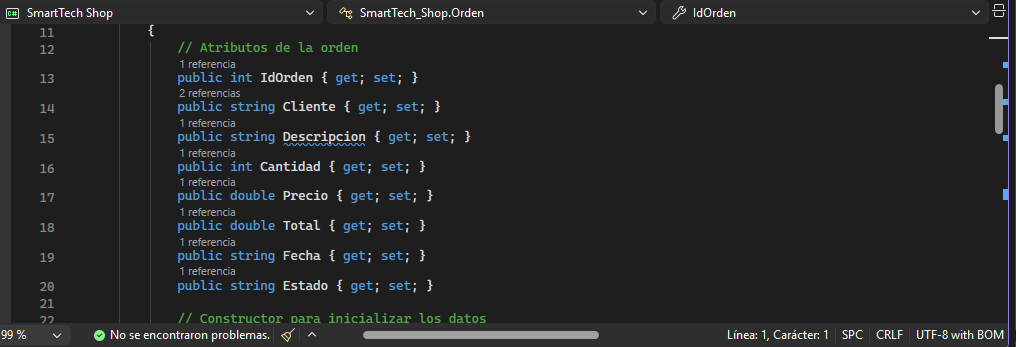 SmartTech Shop SmartTech_Shop.Orden IdOrden
11 {
12 // Atributos de la orden
1 referencia
13 public int IdOrden { get; set; }
2 referencias
14 public string Cliente { get; set; }
1 referencia
15 public string Descripcion { get; set; }
1 referencia
16 public int Cantidad { get; set; }
1 referencia
17 public double Precio { get; set; }
1 referencia
18 public double Total { get; set; }
1 referencia
19 public string Fecha { get; set; }
1 referencia
20 public string Estado { get; set; }
21
22 // Constructor para inicializar los datos
99 % No se encontraron problemas. Línea: 1, Carácter: 1 SPC CRLF UTF-8 with BOM